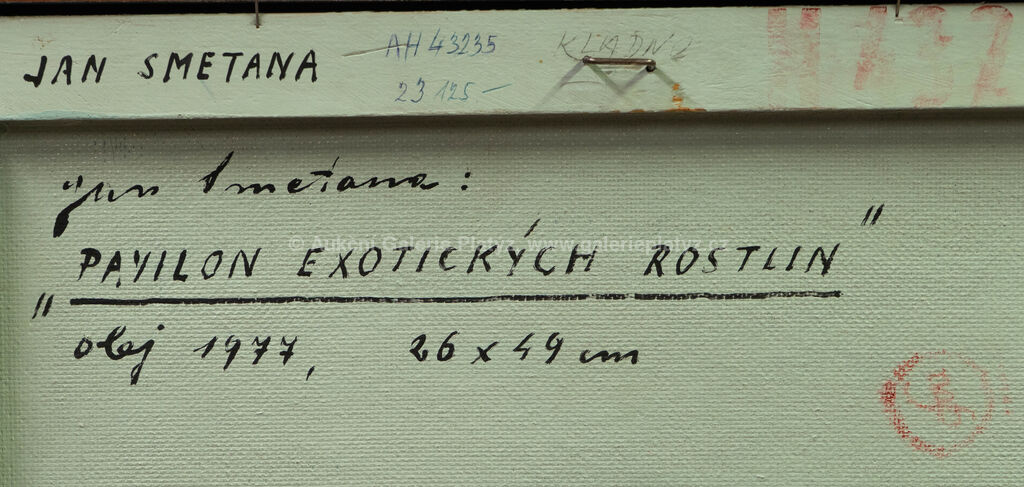 JAN SMETANA
AH 43235
23 125 –
KLADNO
Jan Smetana:
"PAVILON EXOTICKÝCH ROSTLIN"
olej 1977, 26 x 49 cm